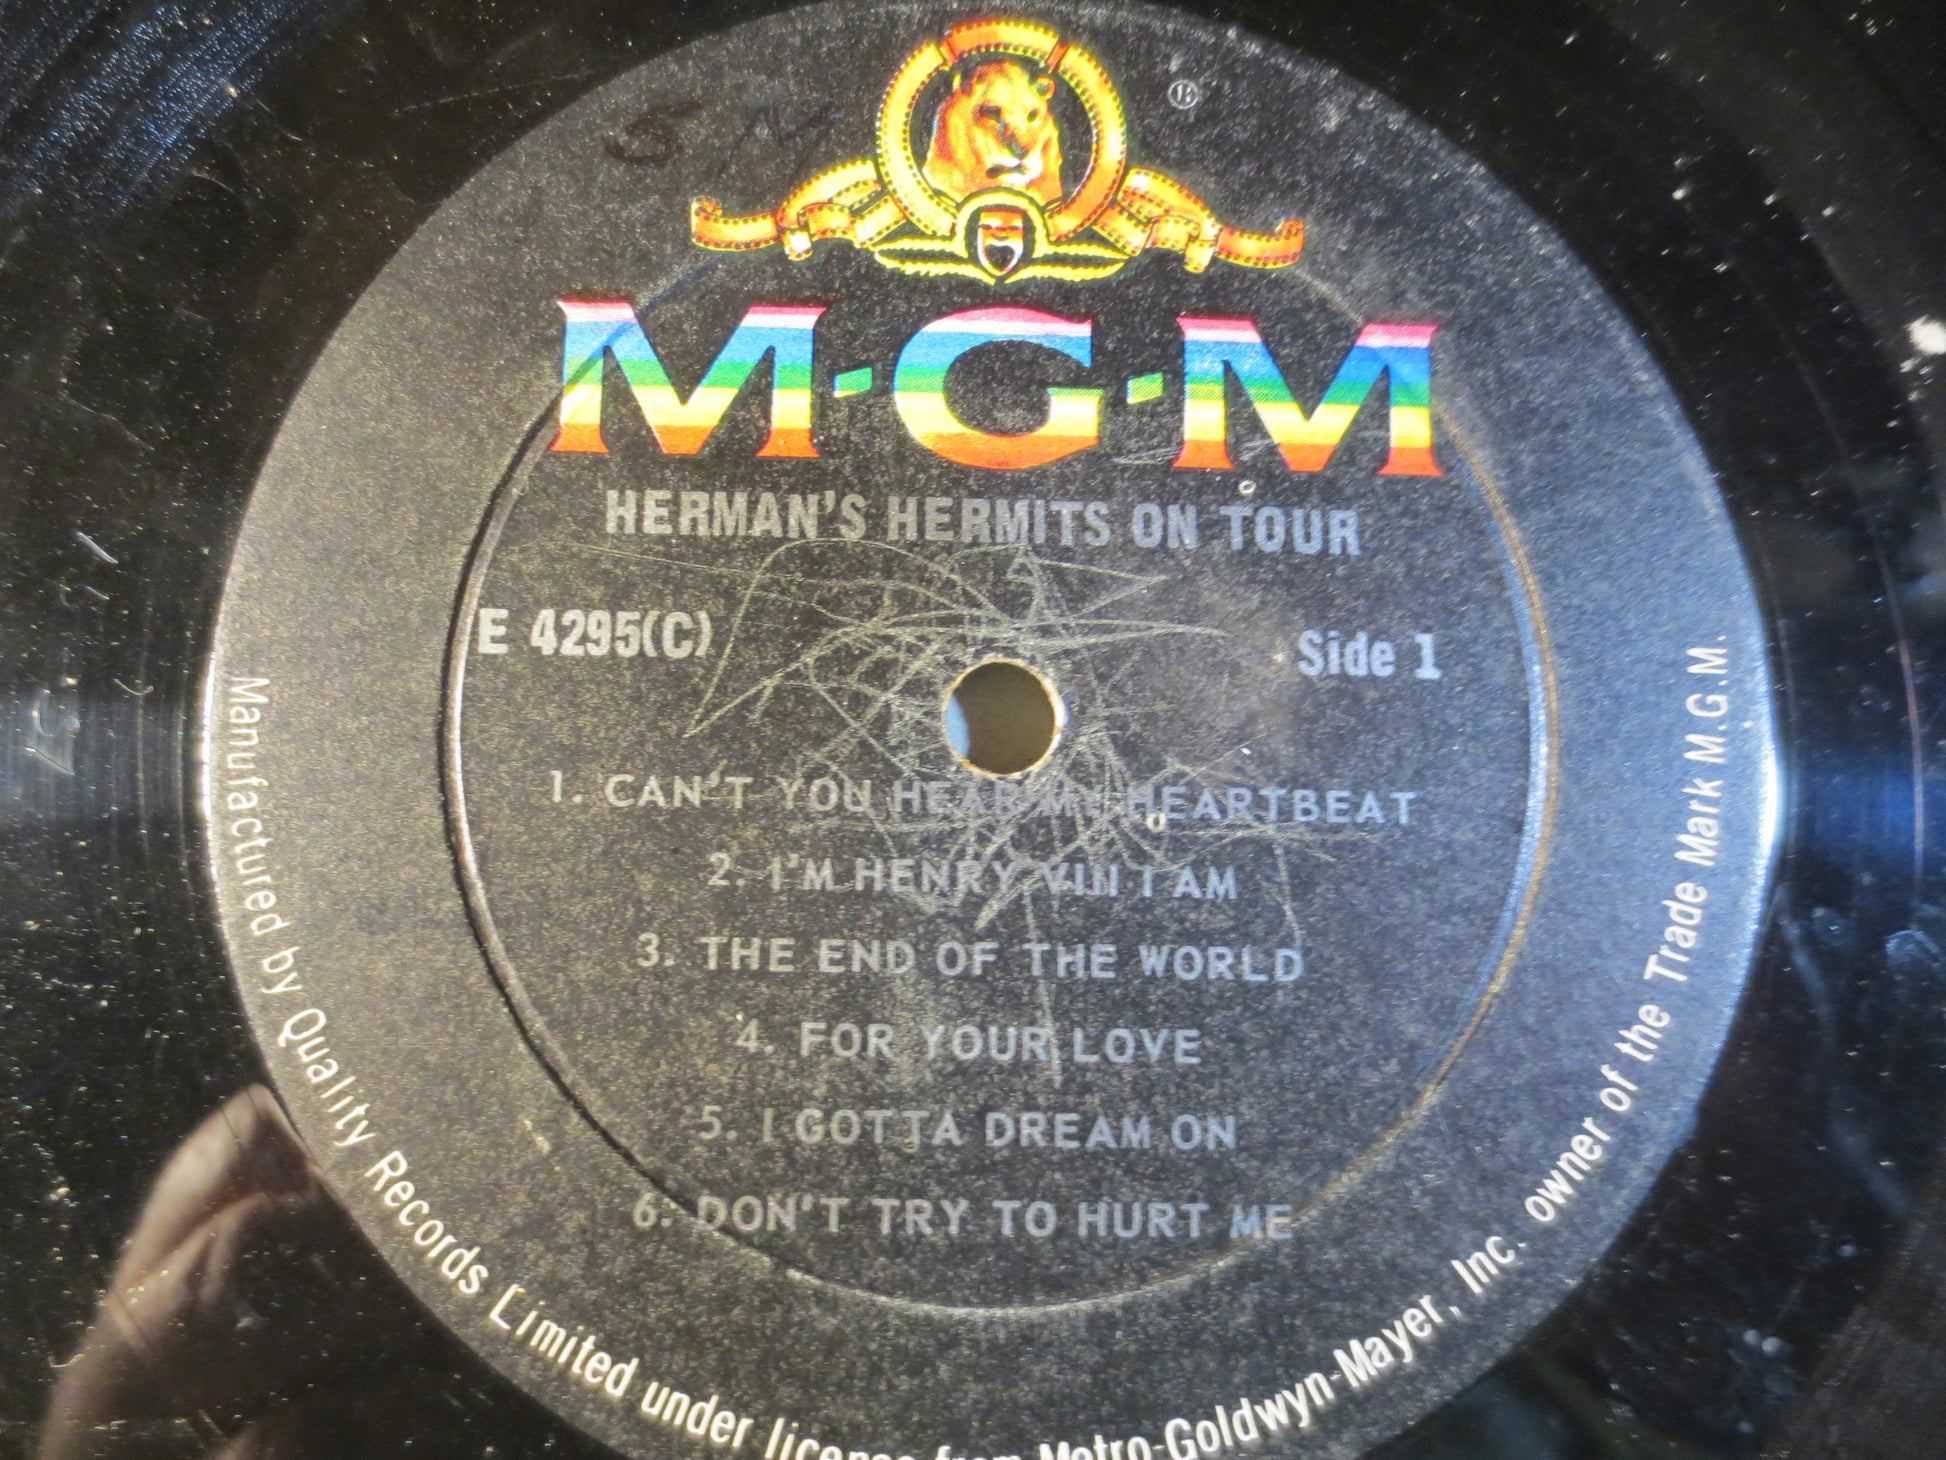 M·G·M
HERMAN'S HERMITS ON TOUR
E 4295(C)
Side 1
1. CAN'T YOU HEAR MY HEARTBEAT
2. I'M HENRY VIII I AM
3. THE END OF THE WORLD
4. FOR YOUR LOVE
5. I GOTTA DREAM ON
6. DON'T TRY TO HURT ME
Manufactured by Quality Records Limited under license from Metro-Goldwyn-Mayer, Inc. owner of the Trade Mark M.G.M.